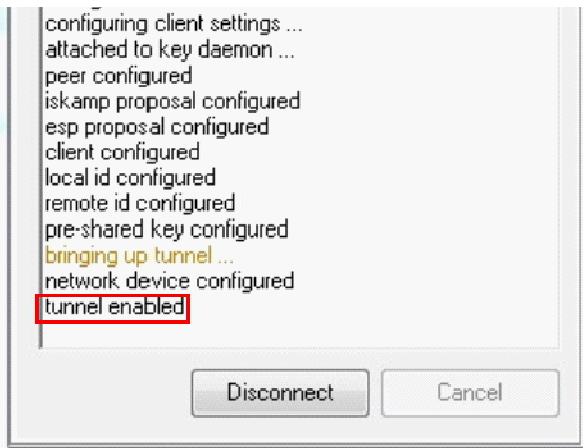 configuring client settings ...
attached to key daemon ...
peer configured
iskamp proposal configured
esp proposal configured
client configured
local id configured
remote id configured
pre-shared key configured
bringing up tunnel ...
network device configured
tunnel enabled
Disconnect
Cancel